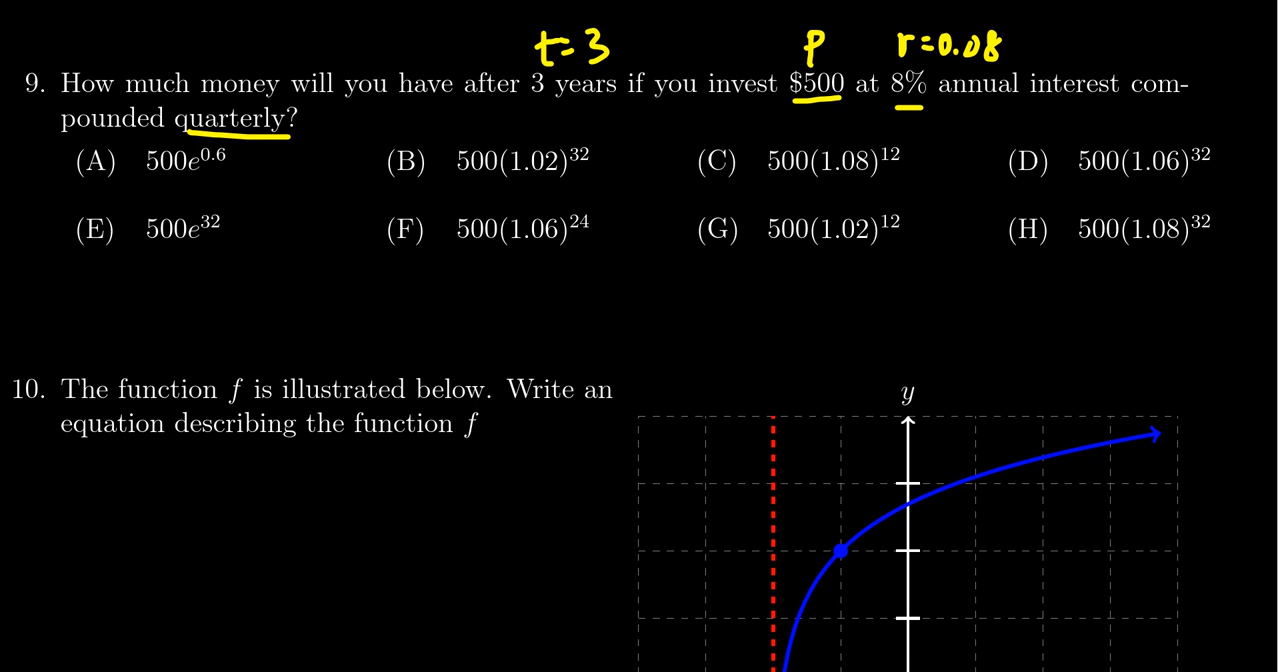 t=3 P r=0.08
9. How much money will you have after 3 years if you invest $500 at 8% annual interest com-
pounded quarterly?
(A) 500e^{0.6} (B) 500(1.02)^{32} (C) 500(1.08)^{12} (D) 500(1.06)^{32}
(E) 500e^{32} (F) 500(1.06)^{24} (G) 500(1.02)^{12} (H) 500(1.08)^{32}
10. The function f is illustrated below. Write an
equation describing the function f
y